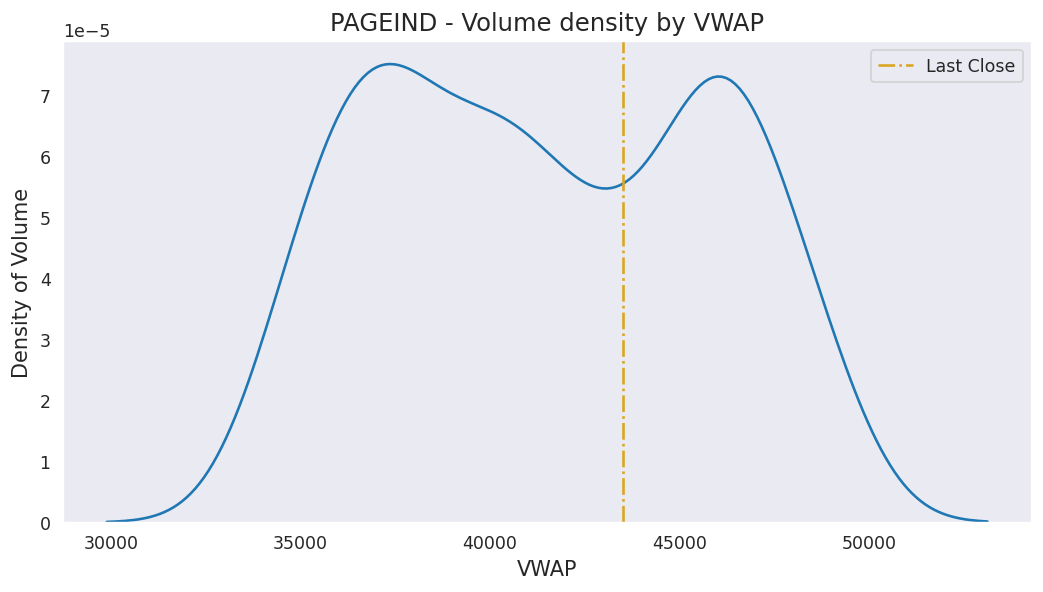 PAGEIND - Volume density by VWAP
1e−5
Last Close
7
6
5
4
3
2
1
0
Density of Volume
30000 35000 40000 45000 50000
VWAP